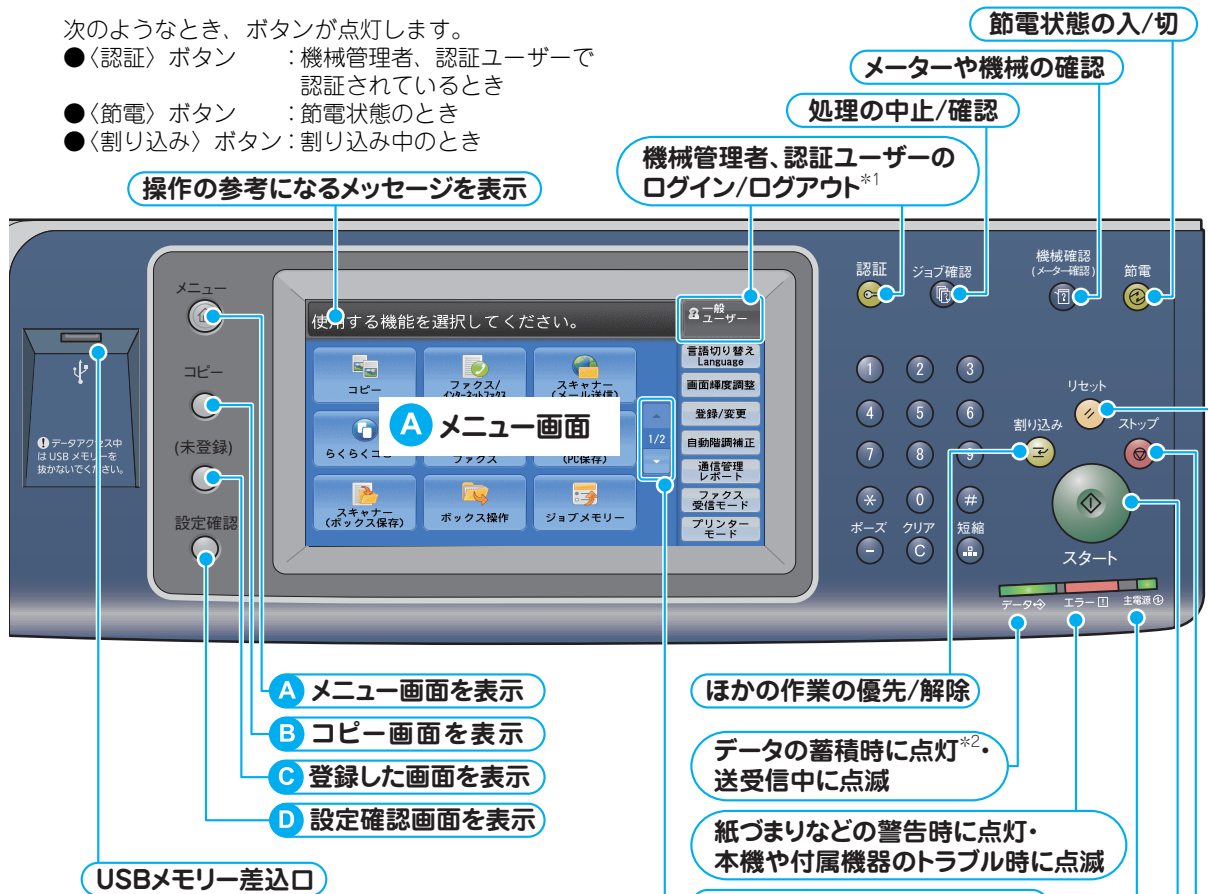 次のようなとき、ボタンが点灯します。
●〈認証〉ボタン　　：機械管理者、認証ユーザーで
認証されているとき
●〈節電〉ボタン　　：節電状態のとき
●〈割り込み〉ボタン：割り込み中のとき
節電状態の入/切
メーターや機械の確認
処理の中止/確認
機械管理者、認証ユーザーの
ログイン/ログアウト*1
操作の参考になるメッセージを表示
メニュー
コピー
(未登録)
設定確認
データアクセス中
は USB メモリーを
抜かないでください。
使用する機能を選択してください。
一般
ユーザー
コピー
ファクス/
インターネットファクス
スキャナー
(メール送信)
A メニュー画面
ファクス
(PC保存)
スキャナー
(ボックス保存)
ボックス操作
ジョブメモリー
1/2
言語切り替え
Language
画面輝度調整
登録/変更
自動階調補正
通信管理
レポート
ファクス
受信モード
プリンター
モード
認証
ジョブ確認
機械確認
(メーター確認)
節電
1 2 3
4 5 6
7 8 9
* 0 #
ポーズ クリア 短縮
- C
リセット
割り込み
ストップ
スタート
データ
エラー
主電源
A メニュー画面を表示
B コピー画面を表示
C 登録した画面を表示
D 設定確認画面を表示
USBメモリー差込口
ほかの作業の優先/解除
データの蓄積時に点灯*2・
送受信中に点滅
紙づまりなどの警告時に点灯・
本機や付属機器のトラブル時に点滅